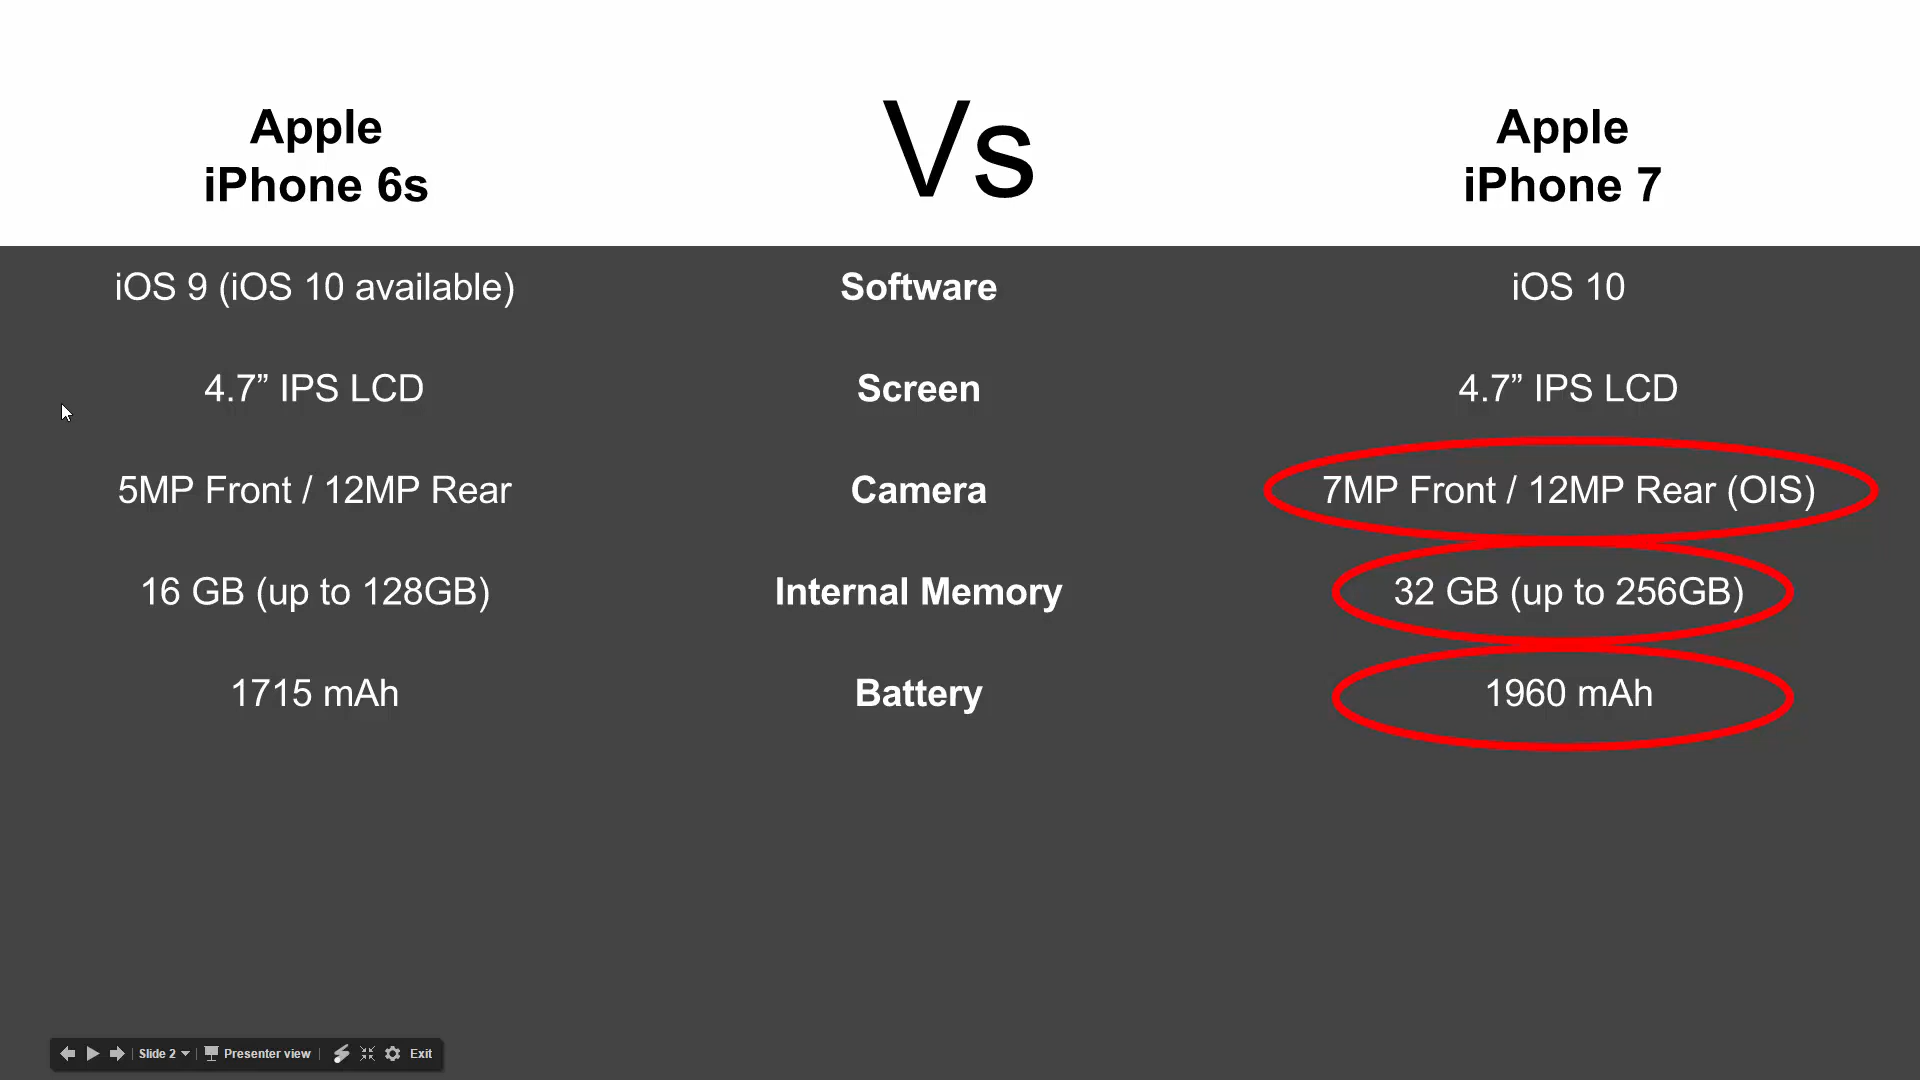 Apple
iPhone 6s
Vs
Apple
iPhone 7
iOS 9 (iOS 10 available)
Software
iOS 10
4.7” IPS LCD
Screen
4.7” IPS LCD
5MP Front / 12MP Rear
Camera
7MP Front / 12MP Rear (OIS)
16 GB (up to 128GB)
Internal Memory
32 GB (up to 256GB)
1715 mAh
Battery
1960 mAh
Slide 2
Presenter view
Exit